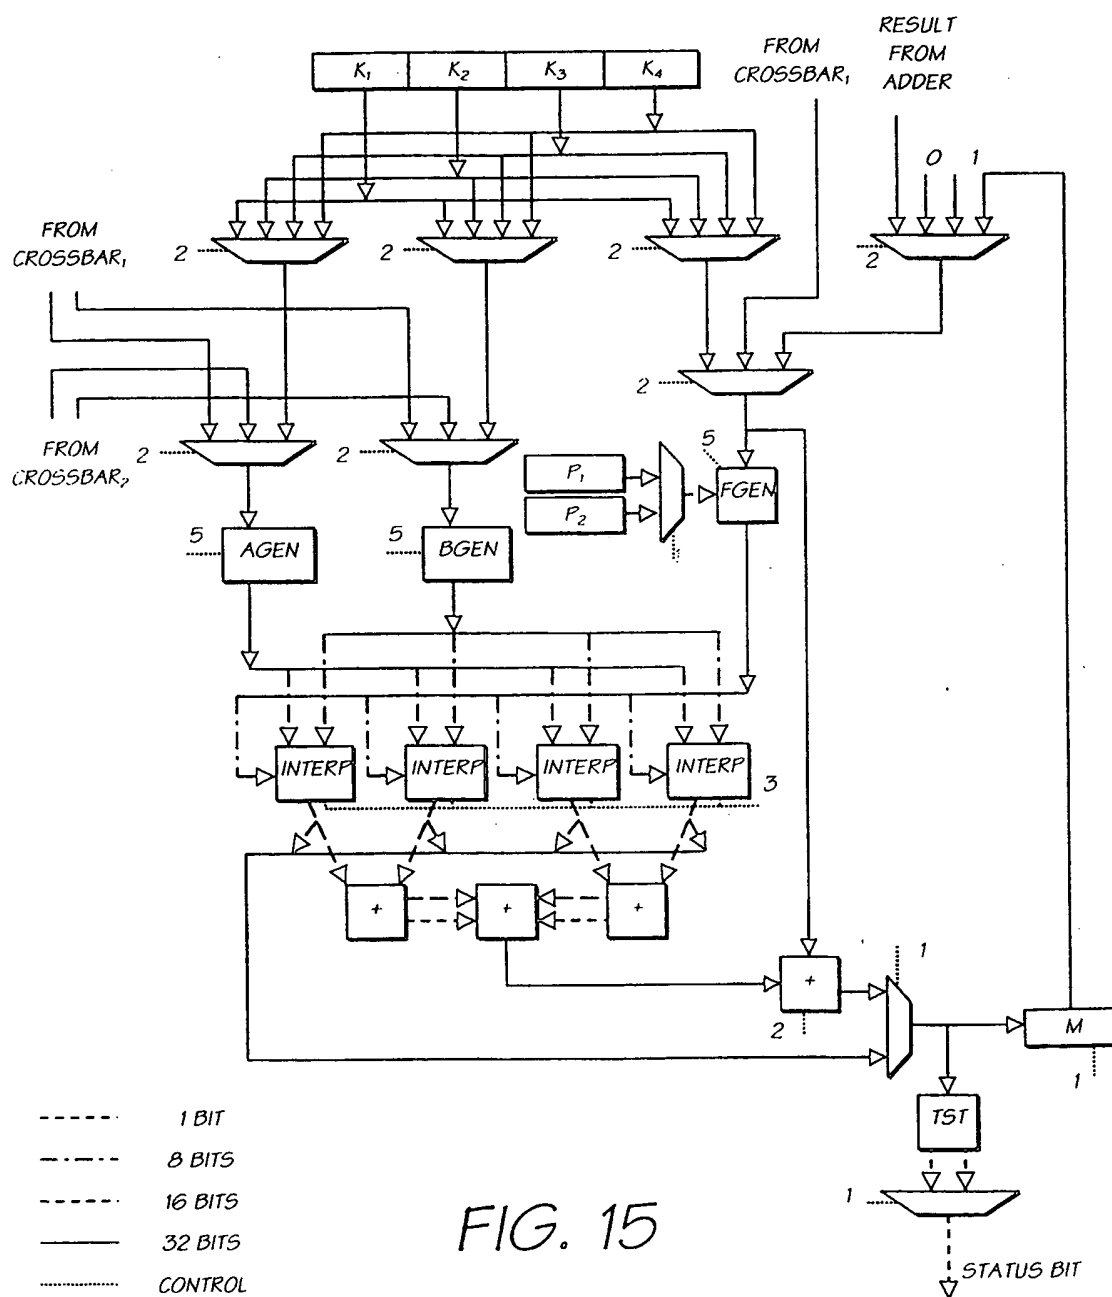 RESULT
FROM
ADDER
FROM
CROSSBAR₁
K₁ K₂ K₃ K₄
0 1
FROM
CROSSBAR₁
2 2 2 2
2
FROM
CROSSBAR₂
2 2
5
P₁
P₂
FGEN
5 AGEN
5 BGEN
INTERP INTERP INTERP INTERP
3
+ + +
+
1
2
M
1
TST
1
STATUS BIT
1 BIT
8 BITS
16 BITS
32 BITS
CONTROL
FIG. 15